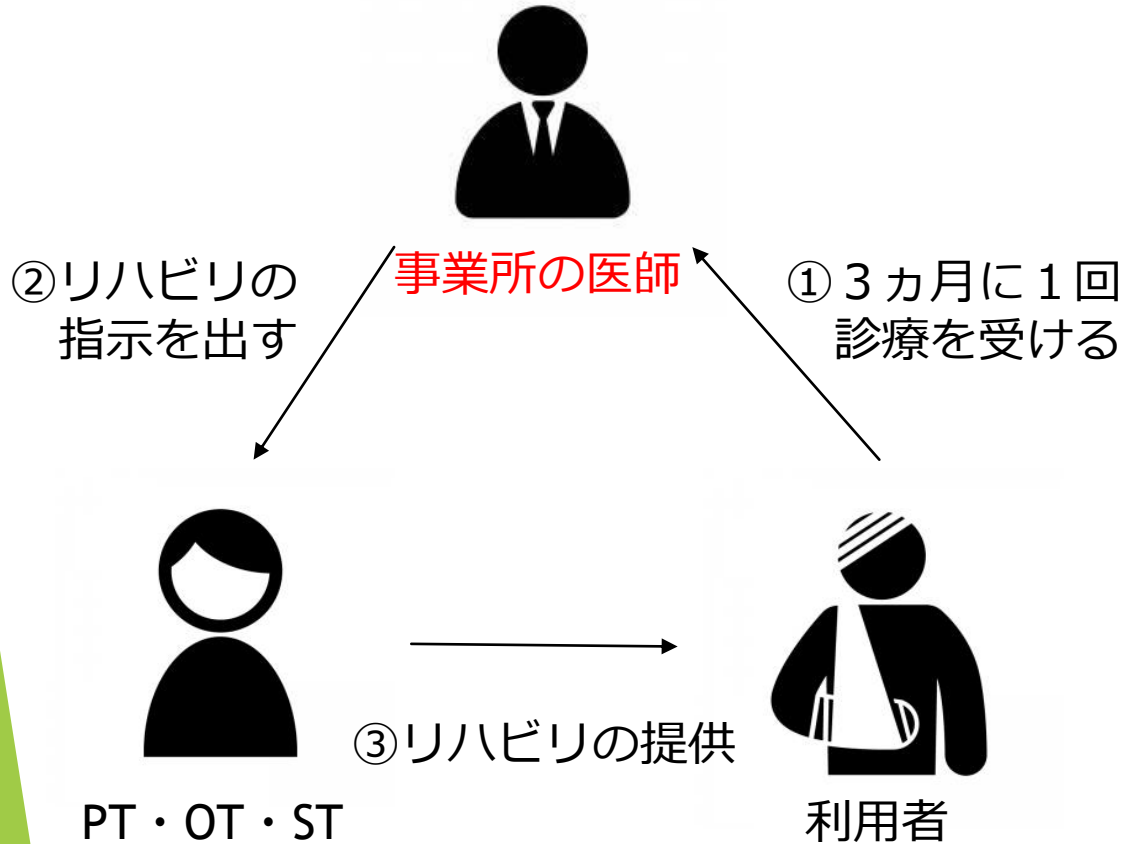 事業所の医師
①３ヵ月に１回
診療を受ける
②リハビリの
指示を出す
③リハビリの提供
PT・OT・ST
利用者